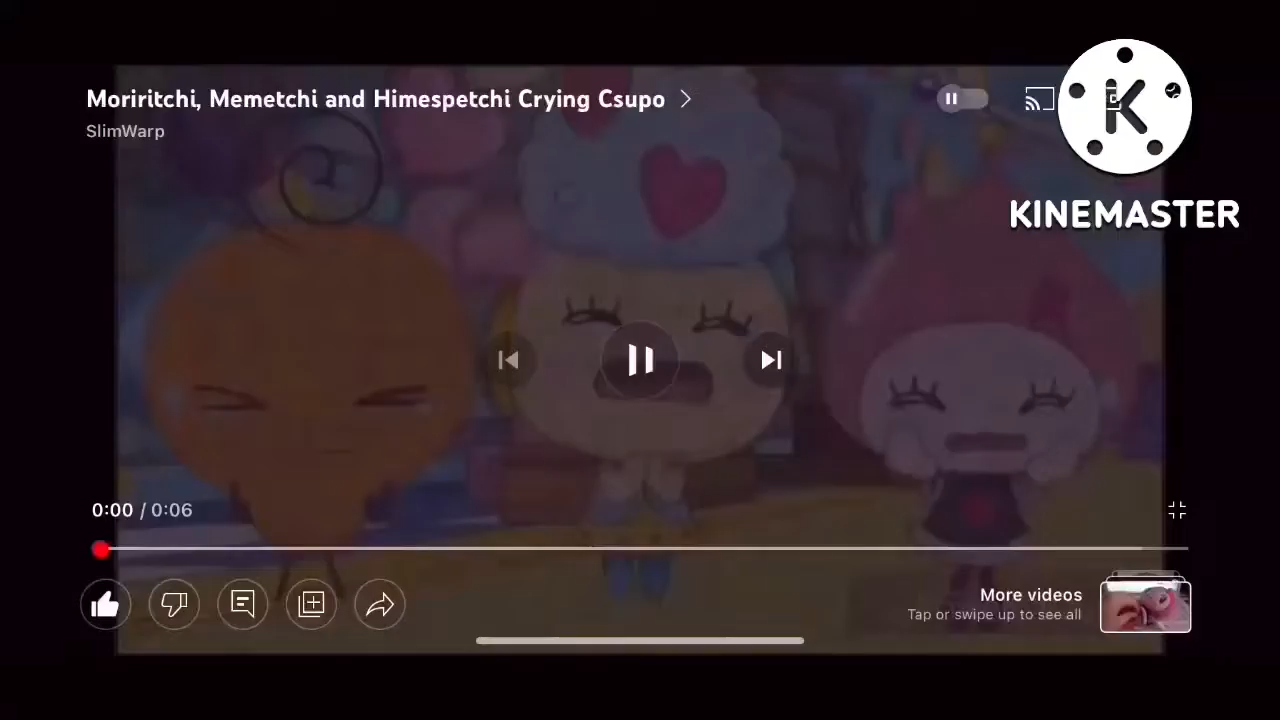 Moriritchi, Memetchi and Himespetchi Crying Csupo
SlimWarp
K
KINEMASTER
0:00 / 0:06
More videos
Tap or swipe up to see all